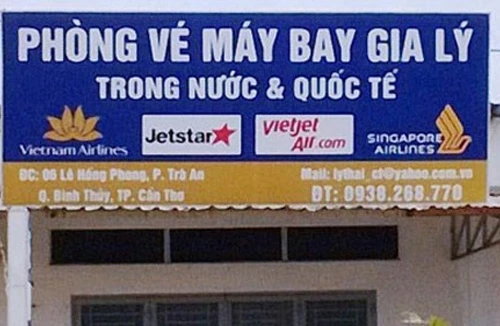 PHÒNG VÉ MÁY BAY GIA LÝ
TRONG NƯỚC & QUỐC TẾ
Vietnam Airlines
Jetstar
Vietjet Air.com
SINGAPORE AIRLINES
ĐC: 06 Lê Hồng Phong, P. Trà An
Q. Bình Thủy, TP. Cần Thơ
Mail: lythai_ct@yahoo.com.vn
ĐT: 0938.268.770